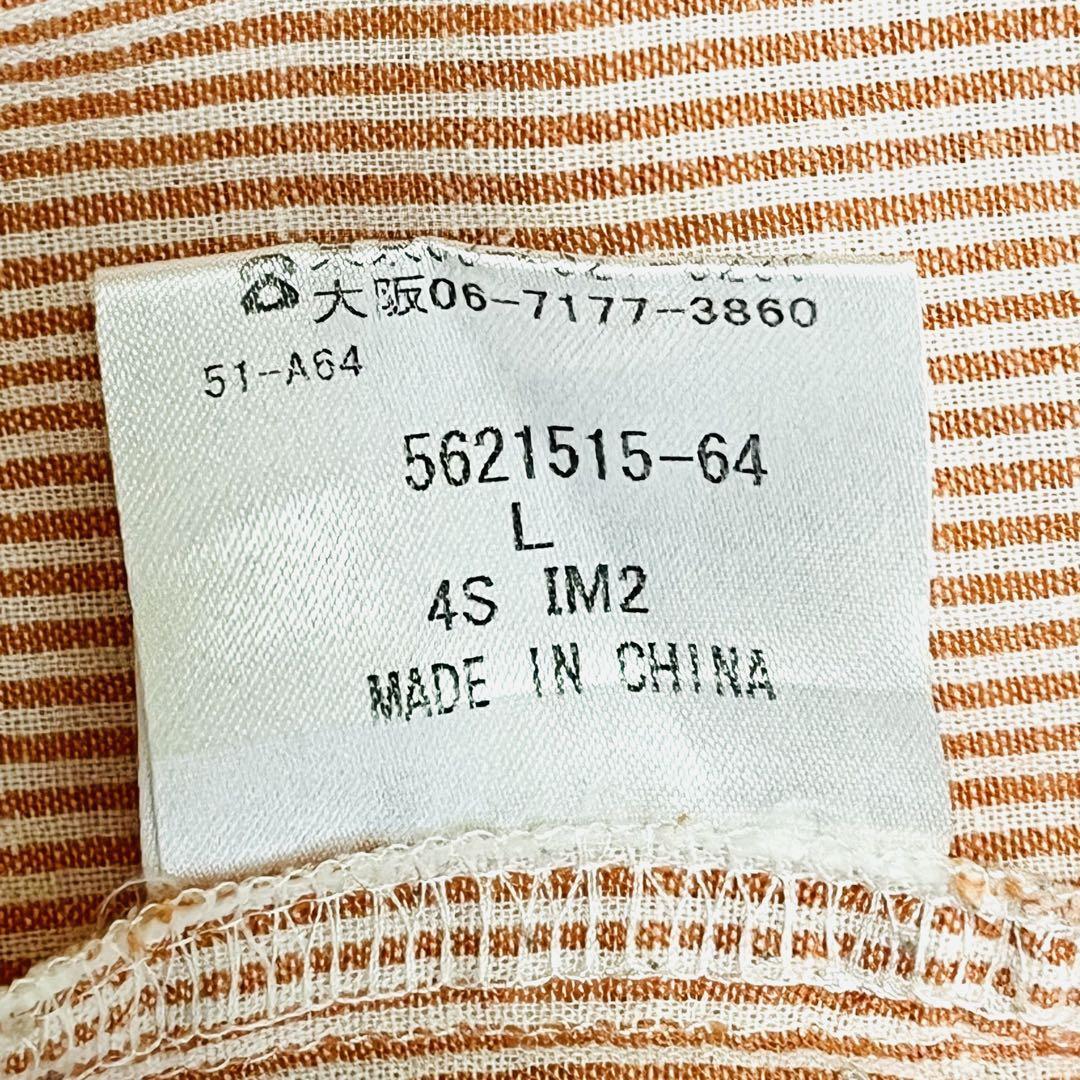 大阪06-7177-3860
51-A64
5621515-64
L
4S IM2
MADE IN CHINA